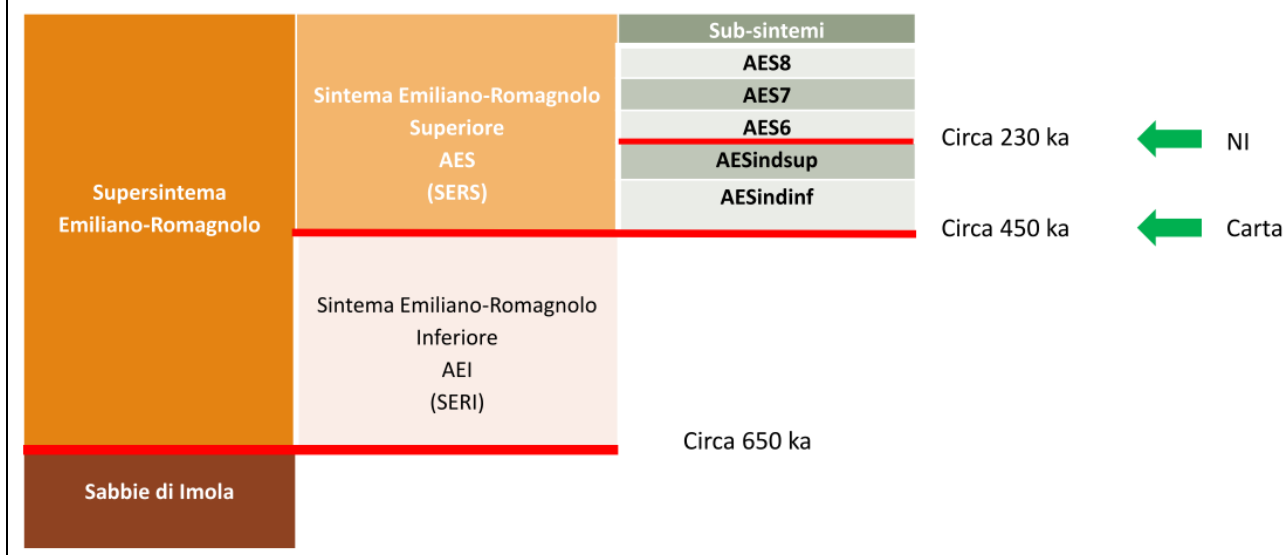 Supersintema
Emiliano-Romagnolo
Sabbie di Imola
Sintema Emiliano-Romagnolo
Superiore
AES
(SERS)
Sintema Emiliano-Romagnolo
Inferiore
AEI
(SERI)
Sub-sintemi
AES8
AES7
AES6
AESindsup
AESindinf
Circa 230 ka
NI
Circa 450 ka
Carta
Circa 650 ka